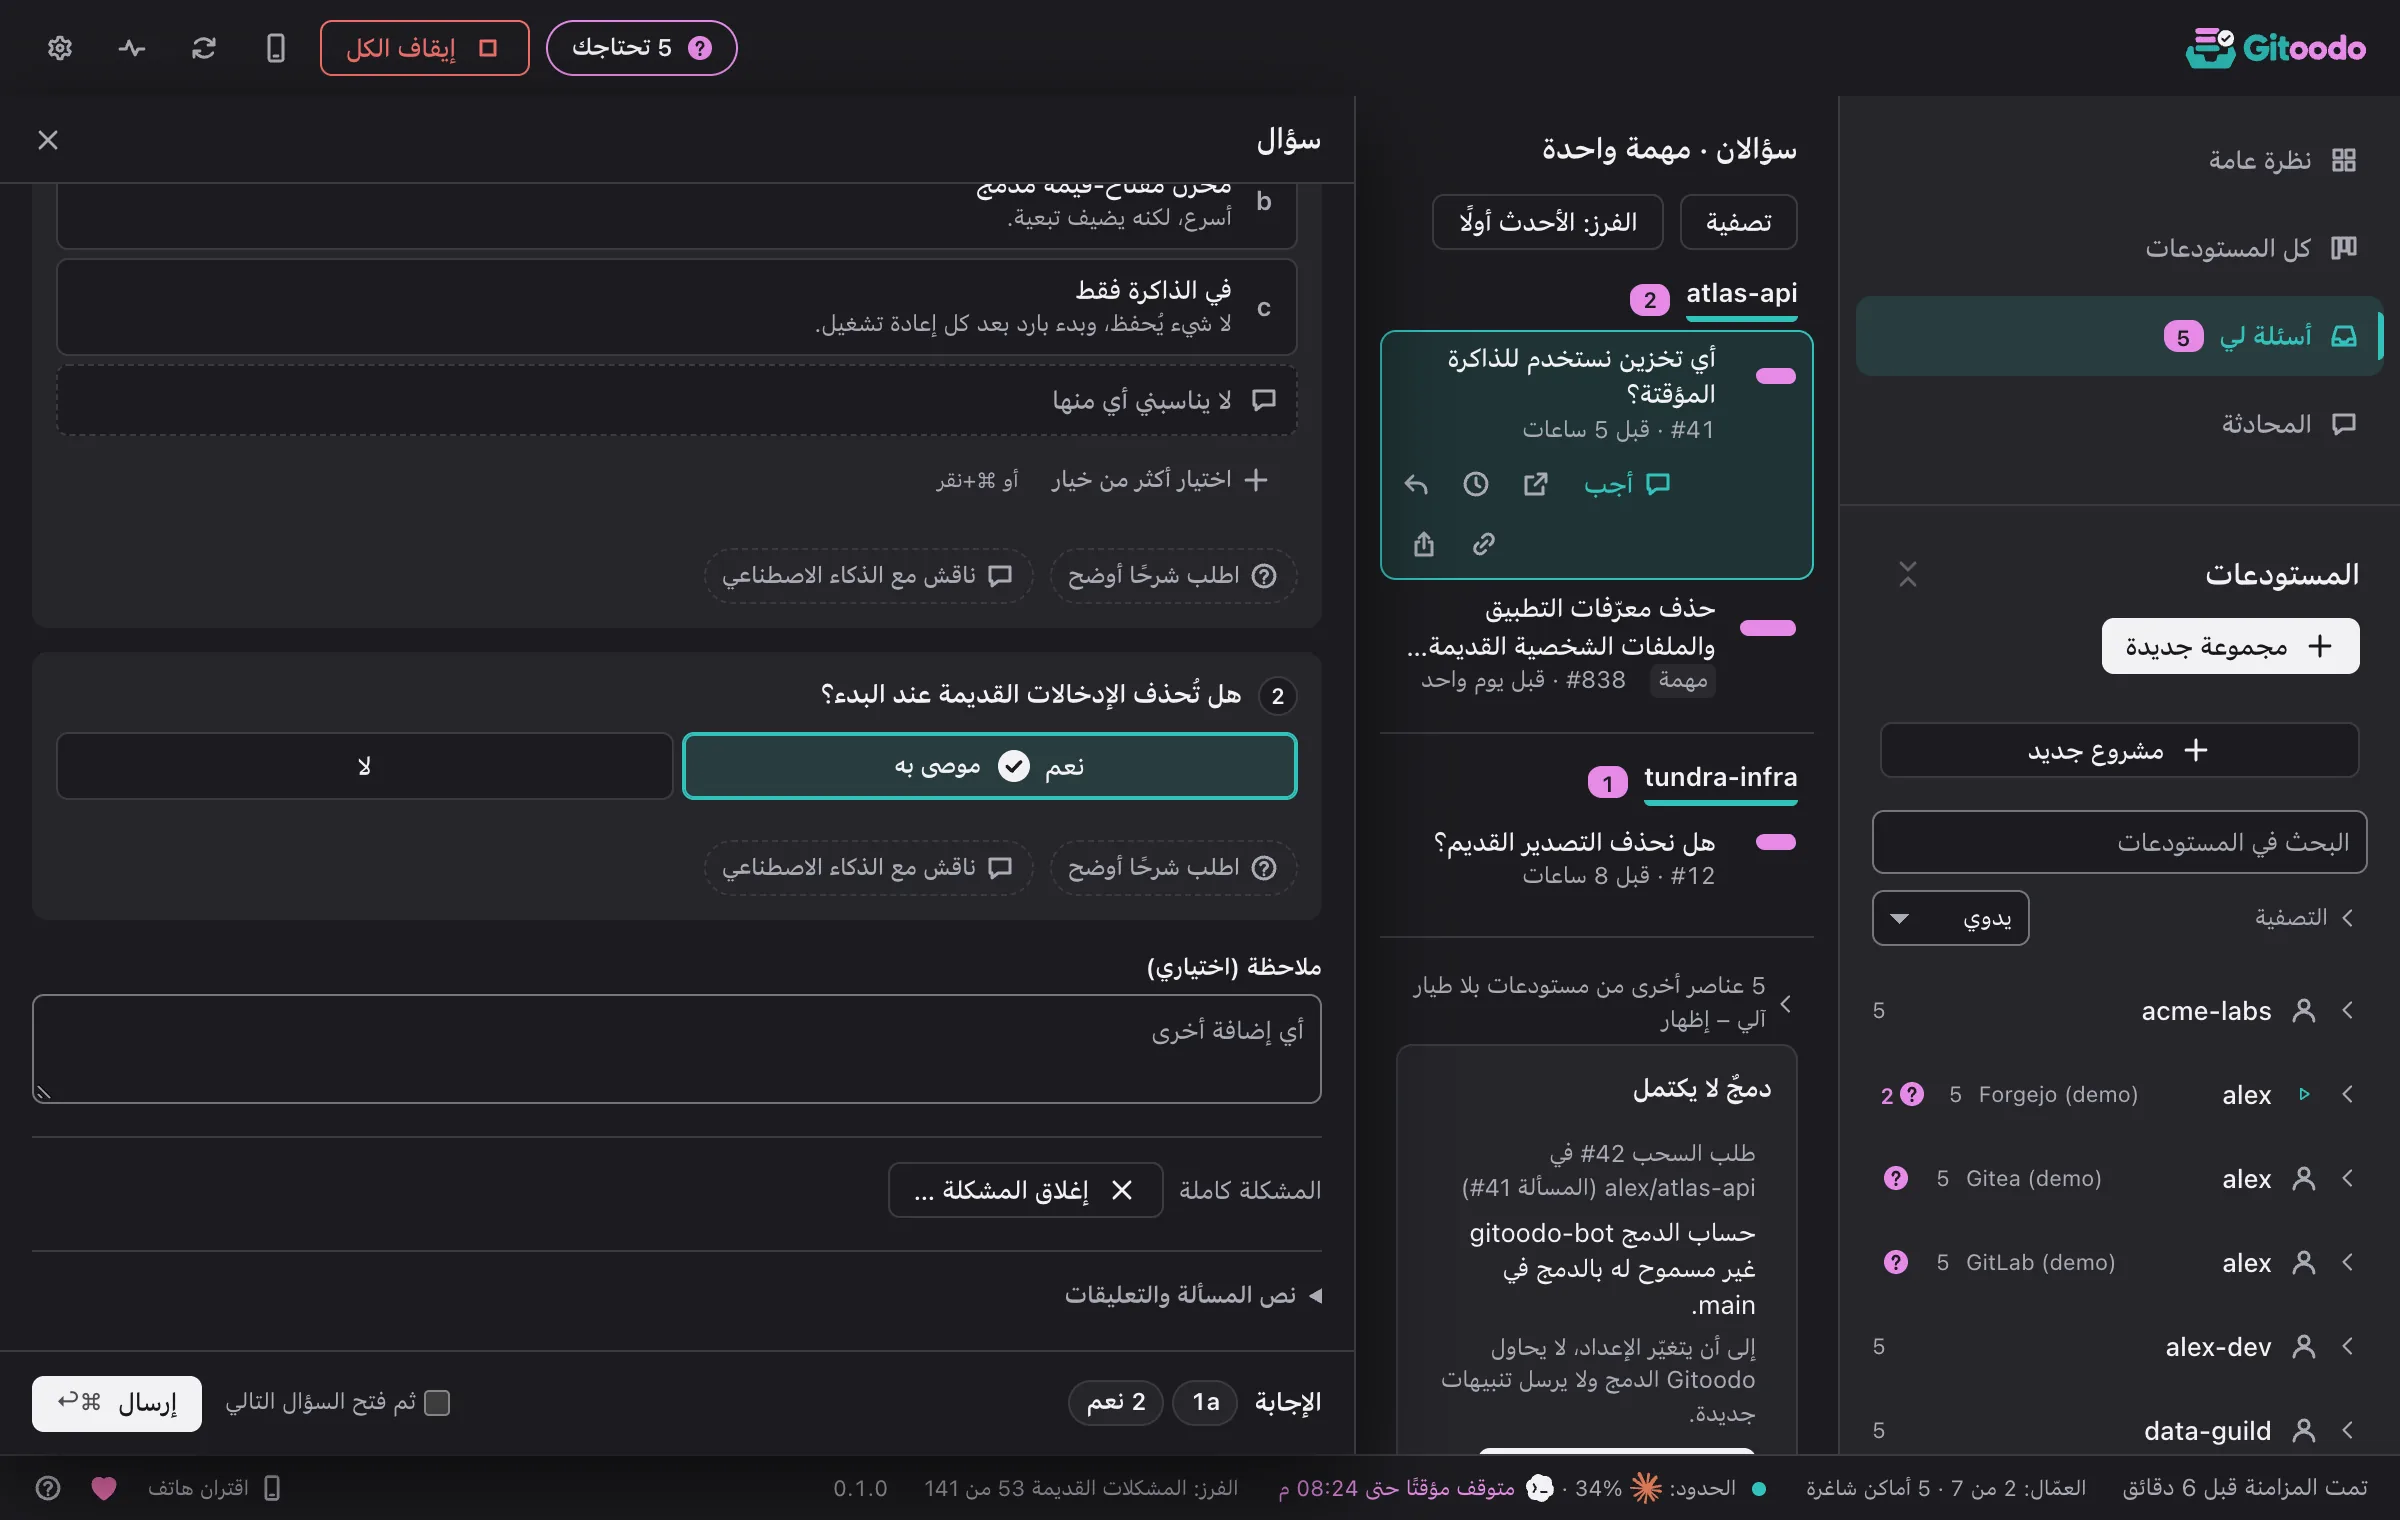 Gitoodo
5 تحتاجك
إيقاف الكل
نظرة عامة
كل المستودعات
أسئلة لي 5
المحادثة
المستودعات
مجموعة جديدة
مشروع جديد
البحث في المستودعات
التصفية
يدوي
acme-labs 5
alex Forgejo (demo) 5 2
alex Gitea (demo) 5
alex GitLab (demo) 5
alex-dev 5
data-guild 5
سؤالان · مهمة واحدة
تصفية
الفرز: الأحدث أولًا
atlas-api 2
أي تخزين نستخدم للذاكرة
المؤقتة؟
#41 · قبل 5 ساعات
أجب
حذف معرّفات التطبيق
والملفات الشخصية القديمة...
مهمة #838 · قبل يوم واحد
tundra-infra 1
هل نحذف التصدير القديم؟
#12 · قبل 8 ساعات
5 عناصر أخرى من مستودعات بلا طيار
آلي – إظهار
دمجٌ لا يكتمل
طلب السحب #42 في
alex/atlas-api (المسألة #41)
حساب الدمج gitoodo-bot
غير مسموح له بالدمج في
main.
إلى أن يتغيّر الإعداد، لا يحاول
Gitoodo الدمج ولا يرسل تنبيهات
جديدة.
سؤال
b مخزن مفتاح-قيمة مدمج
أسرع، لكنه يضيف تبعية.
c في الذاكرة فقط
لا شيء يُحفظ، وبدء بارد بعد كل إعادة تشغيل.
لا يناسبني أي منها
اختيار أكثر من خيار أو ⌘+نقر
اطلب شرحًا أوضح
ناقش مع الذكاء الاصطناعي
2 هل تُحذف الإدخالات القديمة عند البدء؟
نعم موصى به
لا
اطلب شرحًا أوضح
ناقش مع الذكاء الاصطناعي
ملاحظة (اختياري)
أي إضافة أخرى
المشكلة كاملة
إغلاق المشكلة ...
نص المسألة والتعليقات
الإجابة 1a 2 نعم
ثم فتح السؤال التالي
إرسال ⌘↩
تمت المزامنة قبل 6 دقائق
العمّال: 2 من 7 · 5 أماكن شاغرة
الحدود: 34% · متوقف مؤقتًا حتى 08:24 م
الفرز: المشكلات القديمة 53 من 141
0.1.0
اقتران هاتف